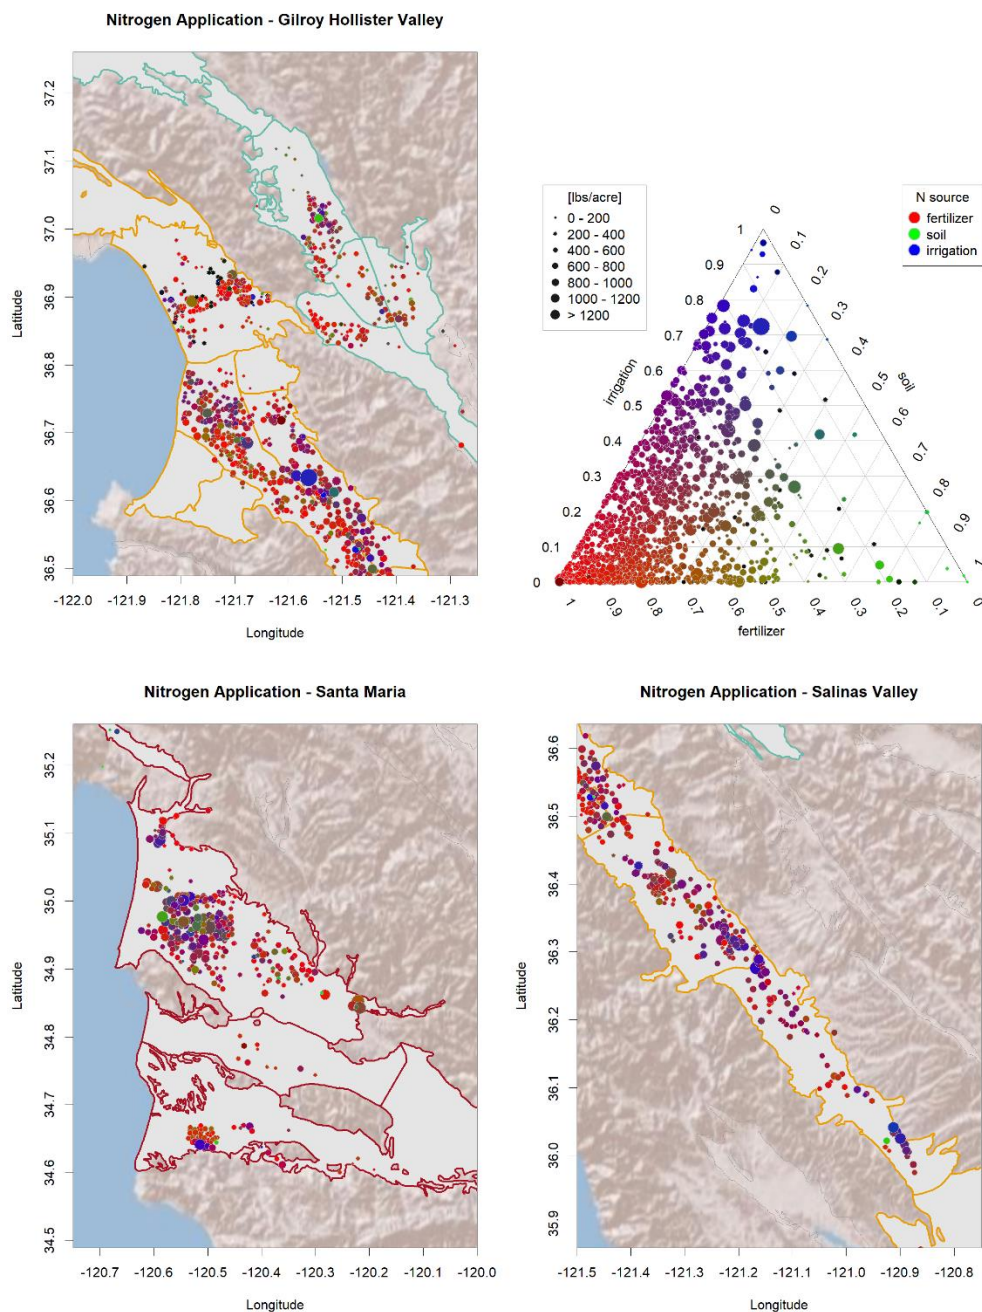 Nitrogen Application - Gilroy Hollister Valley
Latitude
37.2
37.1
37.0
36.9
36.8
36.7
36.6
36.5
-122.0 -121.9 -121.8 -121.7 -121.6 -121.5 -121.4 -121.3
Longitude
[lbs/acre]
0 - 200
200 - 400
400 - 600
600 - 800
800 - 1000
1000 - 1200
> 1200
N source
fertilizer
soil
irrigation
irrigation
1
0.9
0.8
0.7
0.6
0.5
0.4
0.3
0.2
0.1
0
soil
0
0.1
0.2
0.3
0.4
0.5
0.6
0.7
0.8
0.9
1
1 0.9 0.8 0.7 0.6 0.5 0.4 0.3 0.2 0.1 0
fertilizer
Nitrogen Application - Santa Maria
Latitude
35.2
35.1
35.0
34.9
34.8
34.7
34.6
34.5
-120.7 -120.6 -120.5 -120.4 -120.3 -120.2 -120.1 -120.0
Longitude
Nitrogen Application - Salinas Valley
Latitude
36.6
36.5
36.4
36.3
36.2
36.1
36.0
35.9
-121.5 -121.4 -121.3 -121.2 -121.1 -121.0 -120.9 -120.8
Longitude